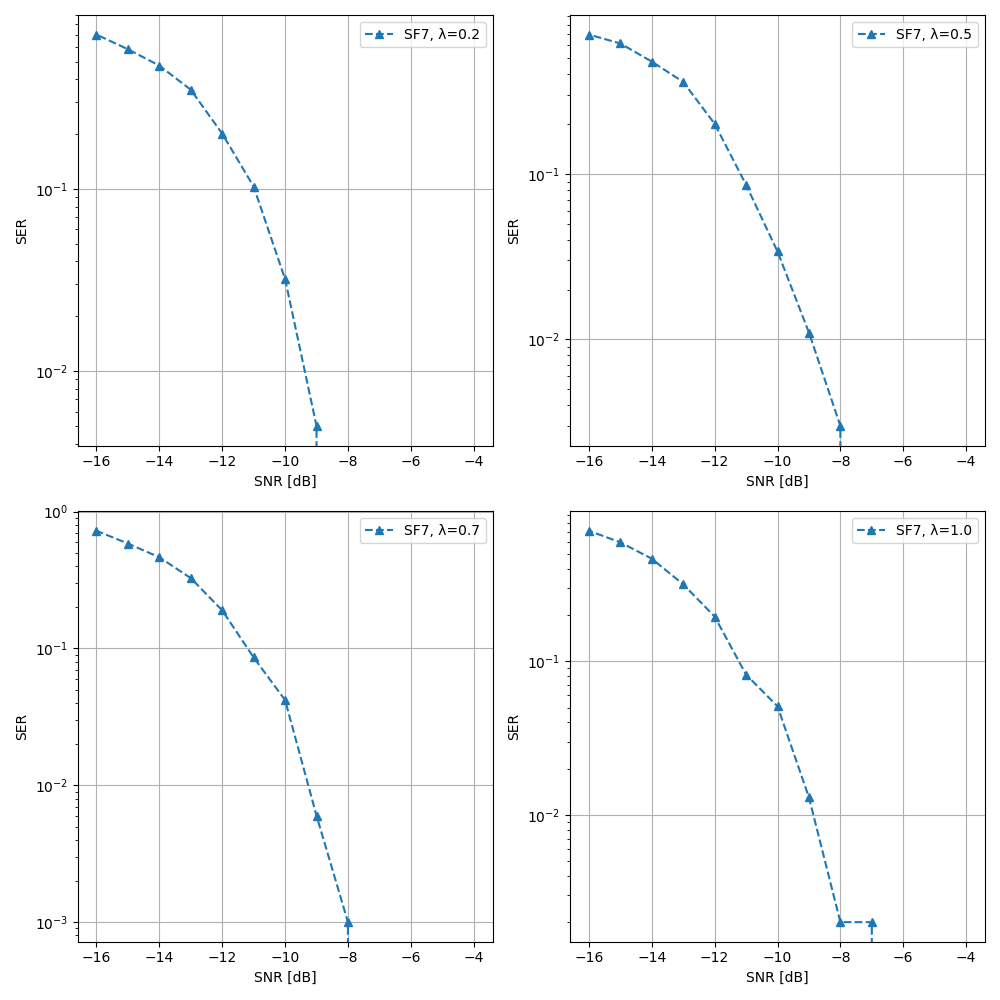 SF7, λ=0.2
SER
10⁻¹
10⁻²
−16 −14 −12 −10 −8 −6 −4
SNR [dB]
SF7, λ=0.5
SER
10⁻¹
10⁻²
−16 −14 −12 −10 −8 −6 −4
SNR [dB]
SF7, λ=0.7
SER
10⁰
10⁻¹
10⁻²
10⁻³
−16 −14 −12 −10 −8 −6 −4
SNR [dB]
SF7, λ=1.0
SER
10⁻¹
10⁻²
−16 −14 −12 −10 −8 −6 −4
SNR [dB]